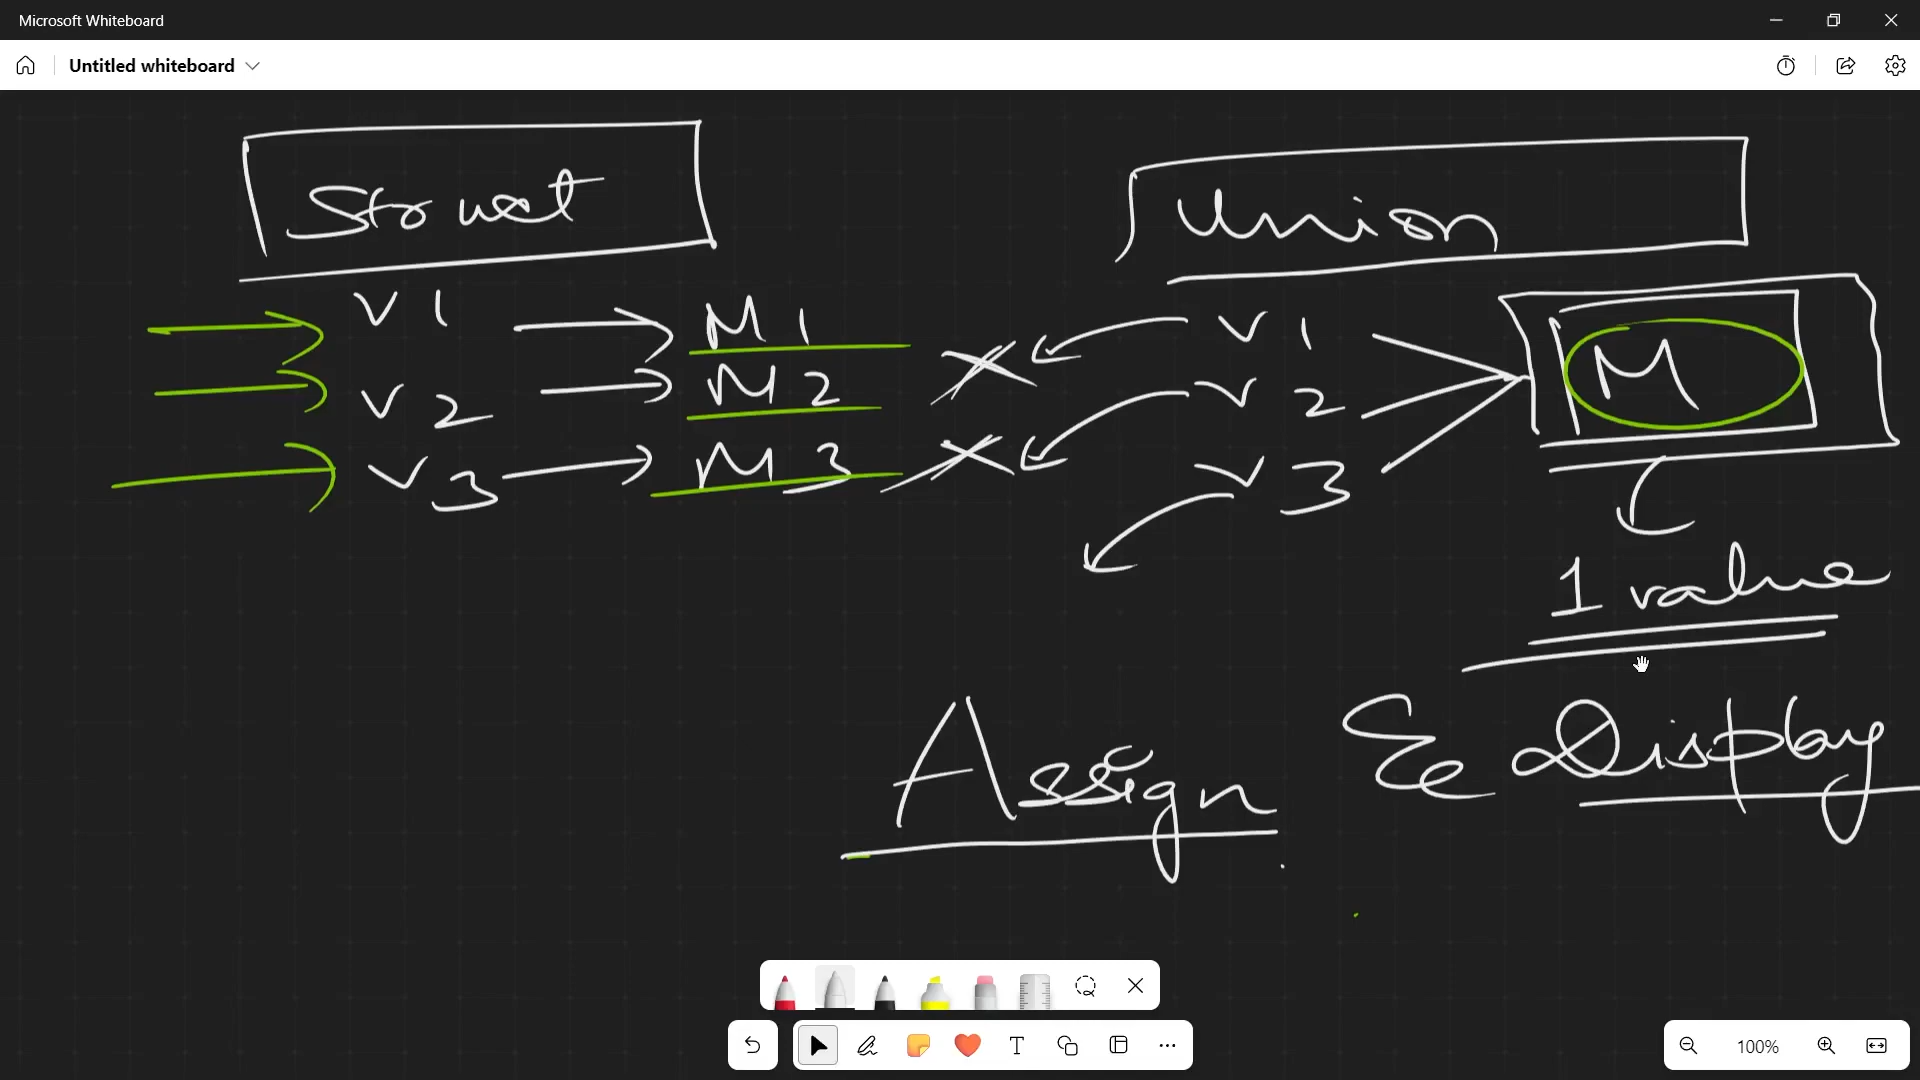 Microsoft Whiteboard
Untitled whiteboard
Struct
Union
V1 M1
V2 M2
V3 M3
V1
V2
V3
M
1 value
Assign & Display
100%